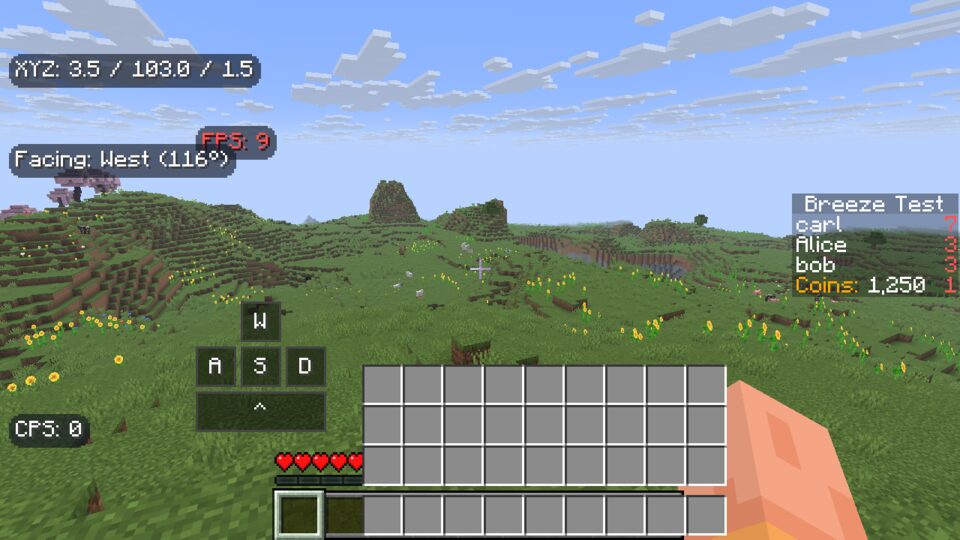 XYZ: 3.5 / 103.0 / 1.5
FPS: 9
Facing: West (116°)
Breeze Test
carl 7
Alice 3
bob 3
Coins: 1,250 1
W
A S D
^
CPS: 0